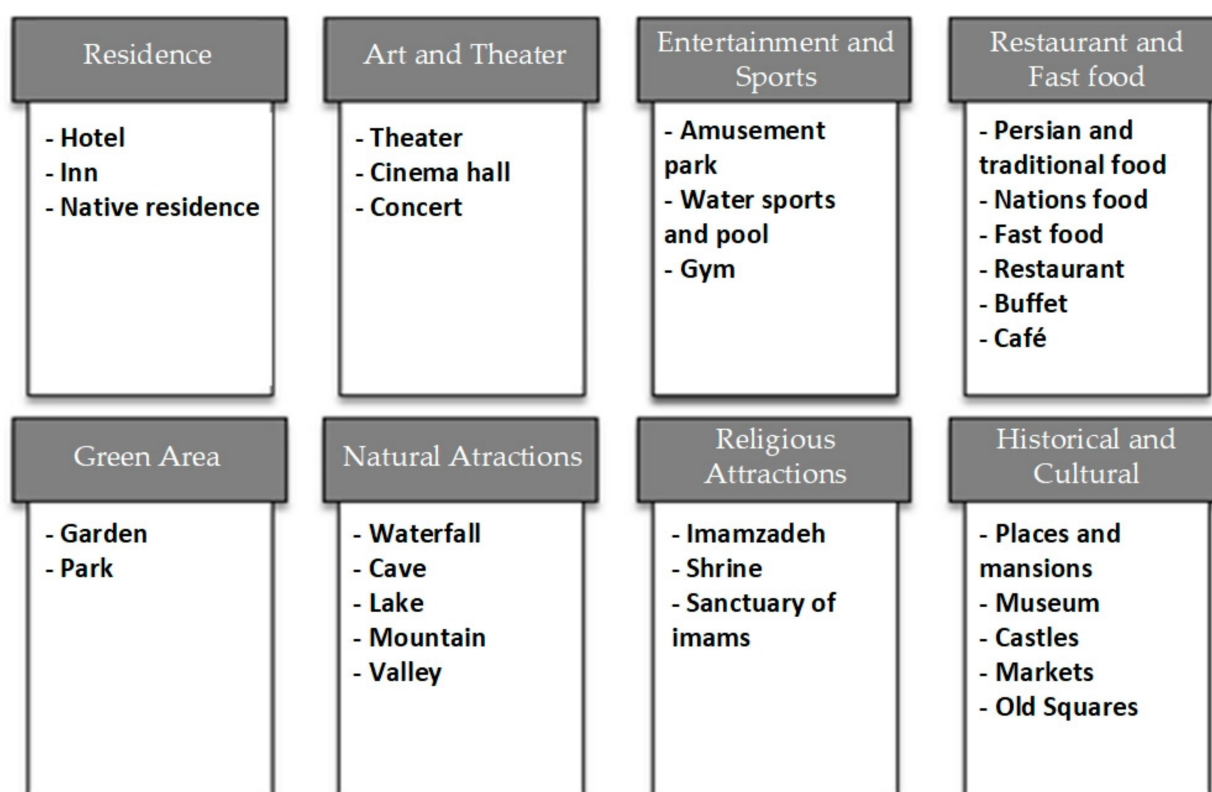 Residence
- Hotel
- Inn
- Native residence
Art and Theater
- Theater
- Cinema hall
- Concert
Entertainment and
Sports
- Amusement
park
- Water sports
and pool
- Gym
Restaurant and
Fast food
- Persian and
traditional food
- Nations food
- Fast food
- Restaurant
- Buffet
- Café
Green Area
- Garden
- Park
Natural Atractions
- Waterfall
- Cave
- Lake
- Mountain
- Valley
Religious
Attractions
- Imamzadeh
- Shrine
- Sanctuary of
imams
Historical and
Cultural
- Places and
mansions
- Museum
- Castles
- Markets
- Old Squares